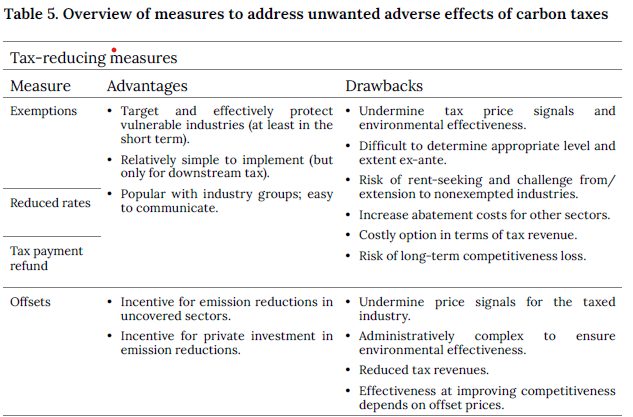 Table 5. Overview of measures to address unwanted adverse effects of carbon taxes
Tax-reducing measures
Measure Advantages Drawbacks
Exemptions
Reduced rates
Tax payment
refund
• Target and effectively protect
vulnerable industries (at least in the
short term).
• Relatively simple to implement (but
only for downstream tax).
• Popular with industry groups; easy
to communicate.
• Undermine tax price signals and
environmental effectiveness.
• Difficult to determine appropriate level and
extent ex-ante.
• Risk of rent-seeking and challenge from/
extension to nonexempted industries.
• Increase abatement costs for other sectors.
• Costly option in terms of tax revenue.
• Risk of long-term competitiveness loss.
Offsets
• Incentive for emission reductions in
uncovered sectors.
• Incentive for private investment in
emission reductions.
• Undermine price signals for the taxed
industry.
• Administratively complex to ensure
environmental effectiveness.
• Reduced tax revenues.
• Effectiveness at improving competitiveness
depends on offset prices.